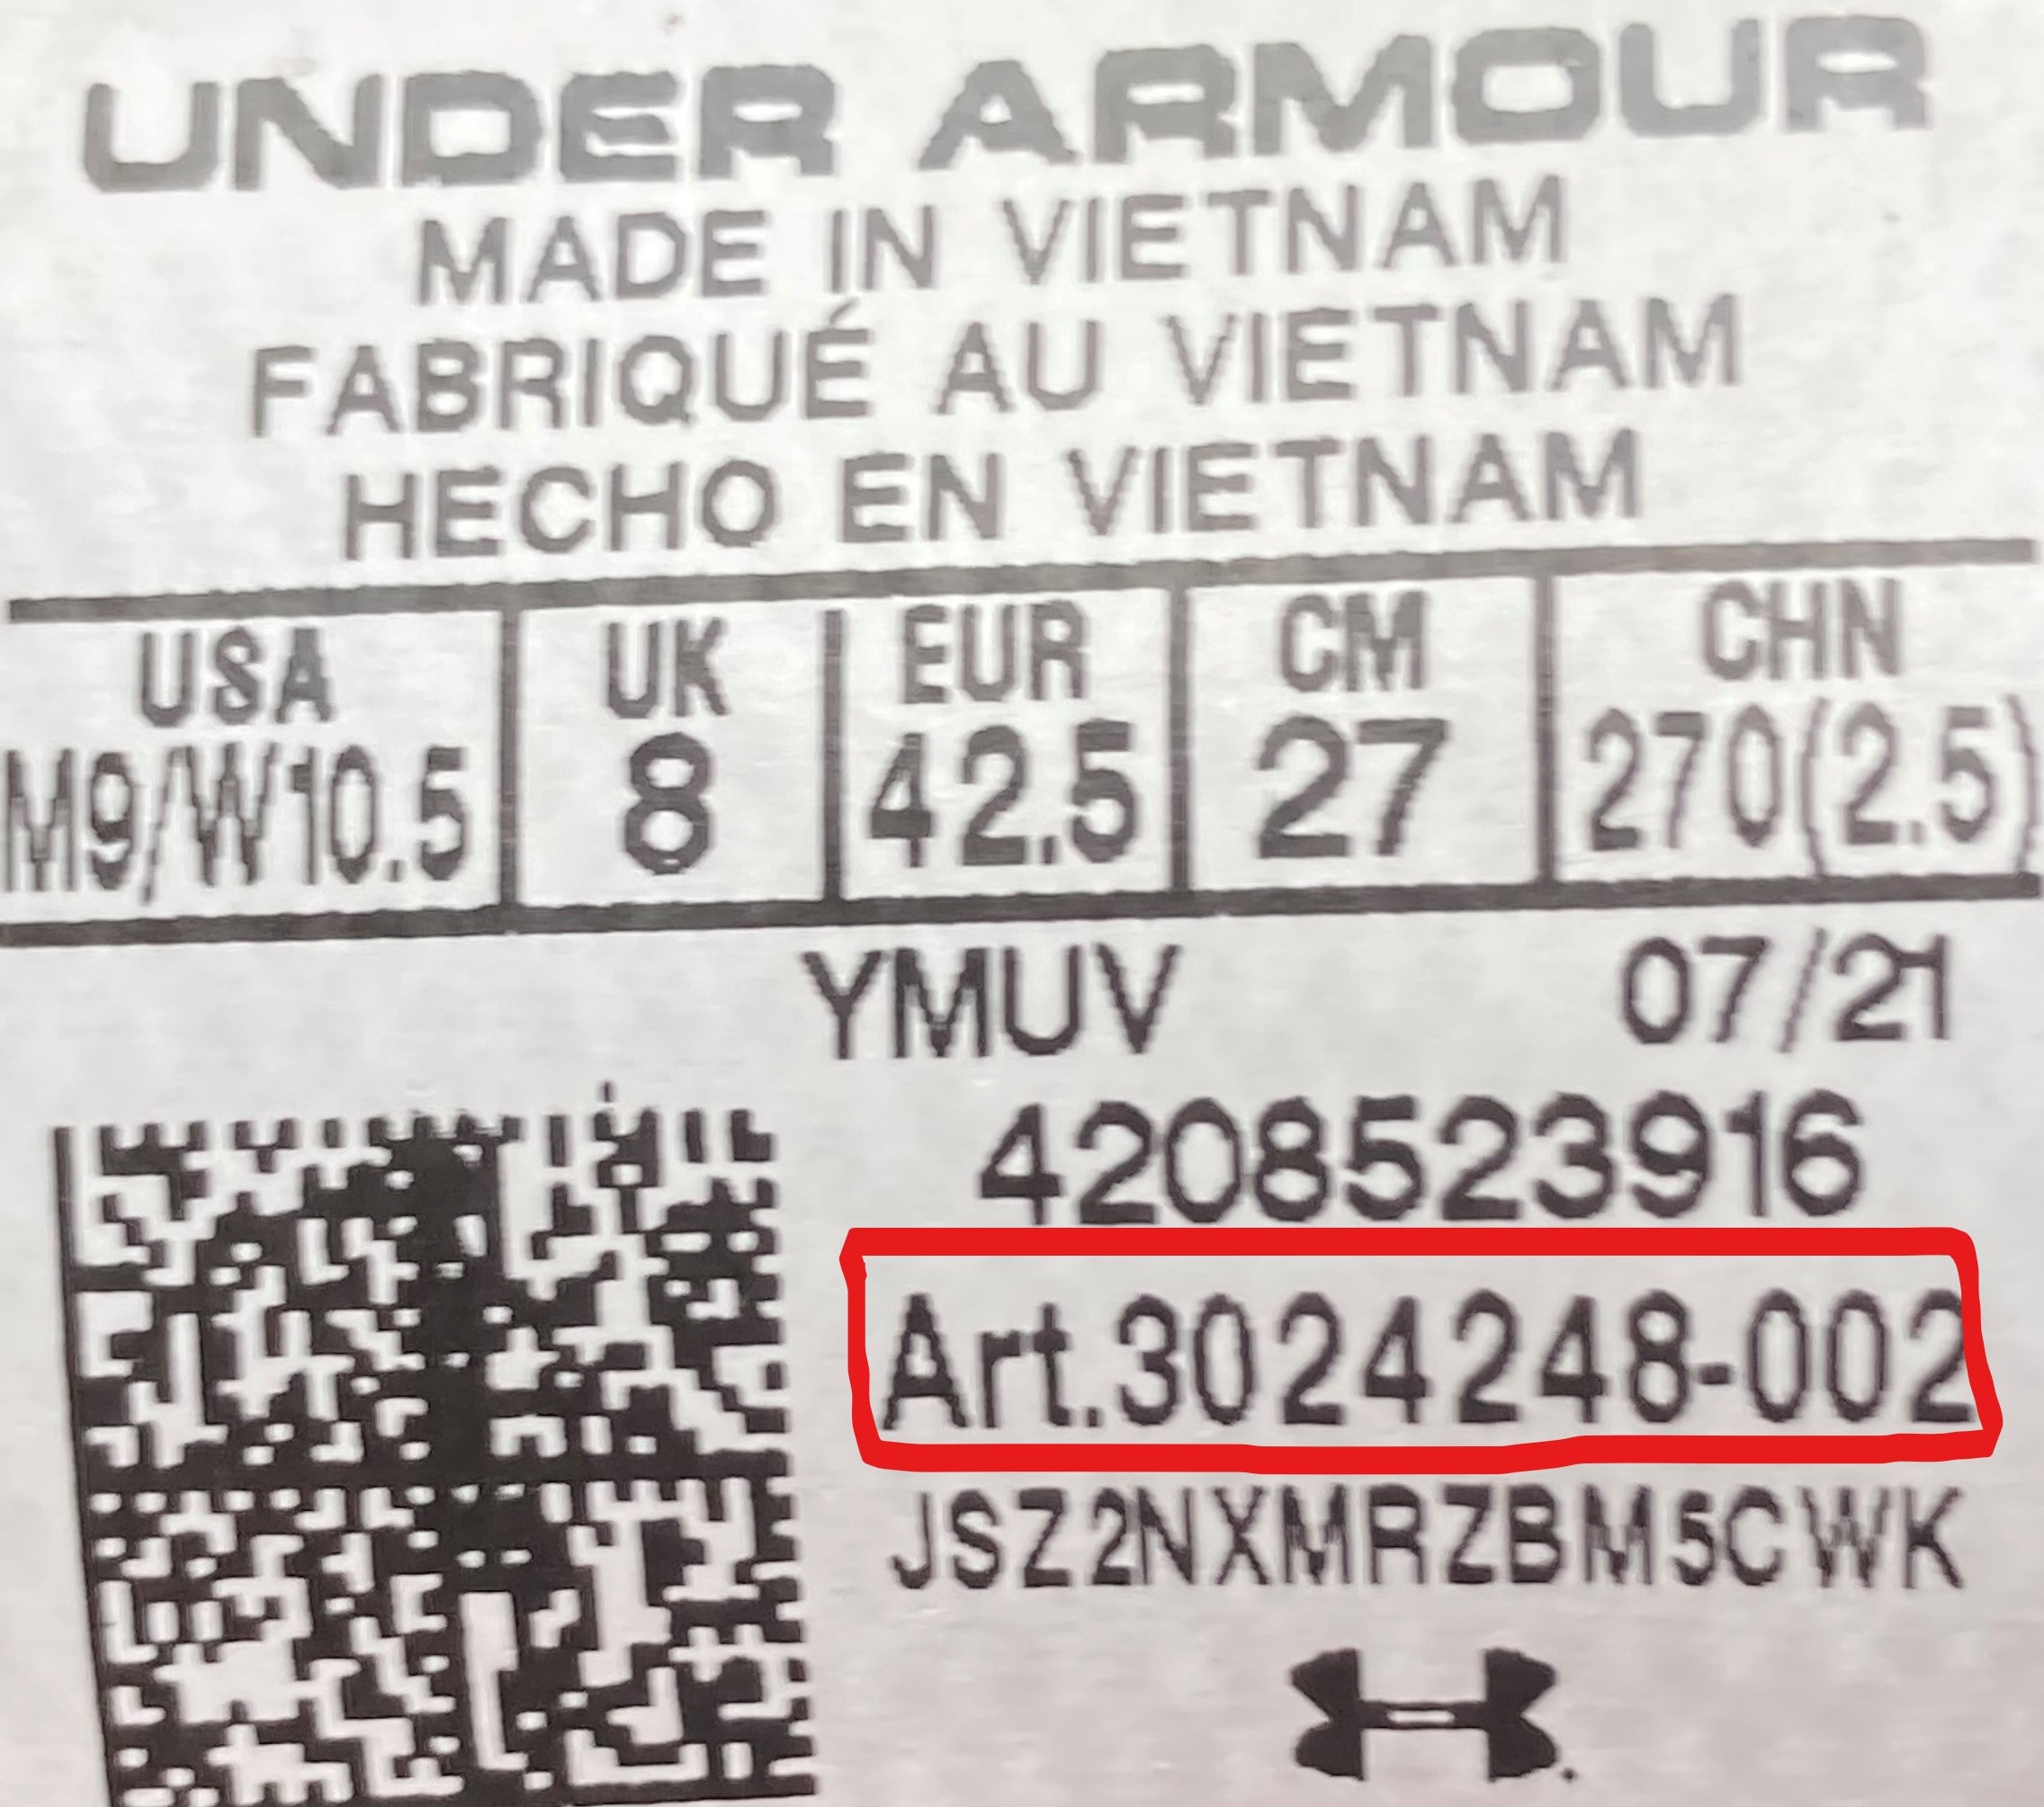 UNDER ARMOUR
MADE IN VIETNAM
FABRIQUÉ AU VIETNAM
HECHO EN VIETNAM
USA UK EUR CM CHN
M9/W10.5 8 42.5 27 270(2.5)
YMUV 07/21
4208523916
Art.3024248-002
JSZ2NXMRZBM5CWK